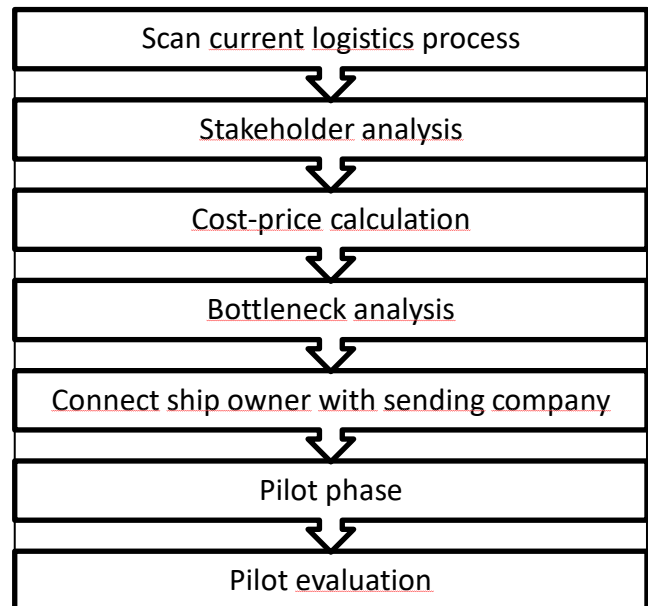 Scan current logistics process
Stakeholder analysis
Cost-price calculation
Bottleneck analysis
Connect ship owner with sending company
Pilot phase
Pilot evaluation